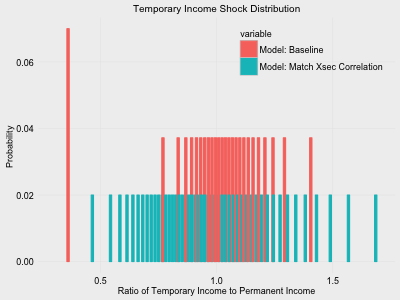 Temporary Income Shock Distribution
variable
Model: Baseline
Model: Match Xsec Correlation
Probability
0.06
0.04
0.02
0.00
0.5 1.0 1.5
Ratio of Temporary Income to Permanent Income